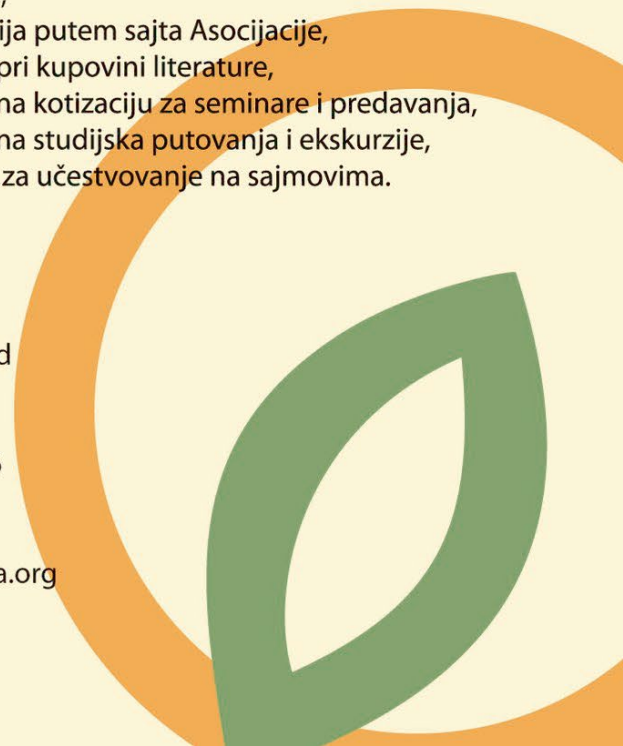 ija putem sajta Asocijacije,
pri kupovini literature,
na kotizaciju za seminare i predavanja,
na studijska putovanja i ekskurzije,
za učestvovanje na sajmovima.
d
a.org